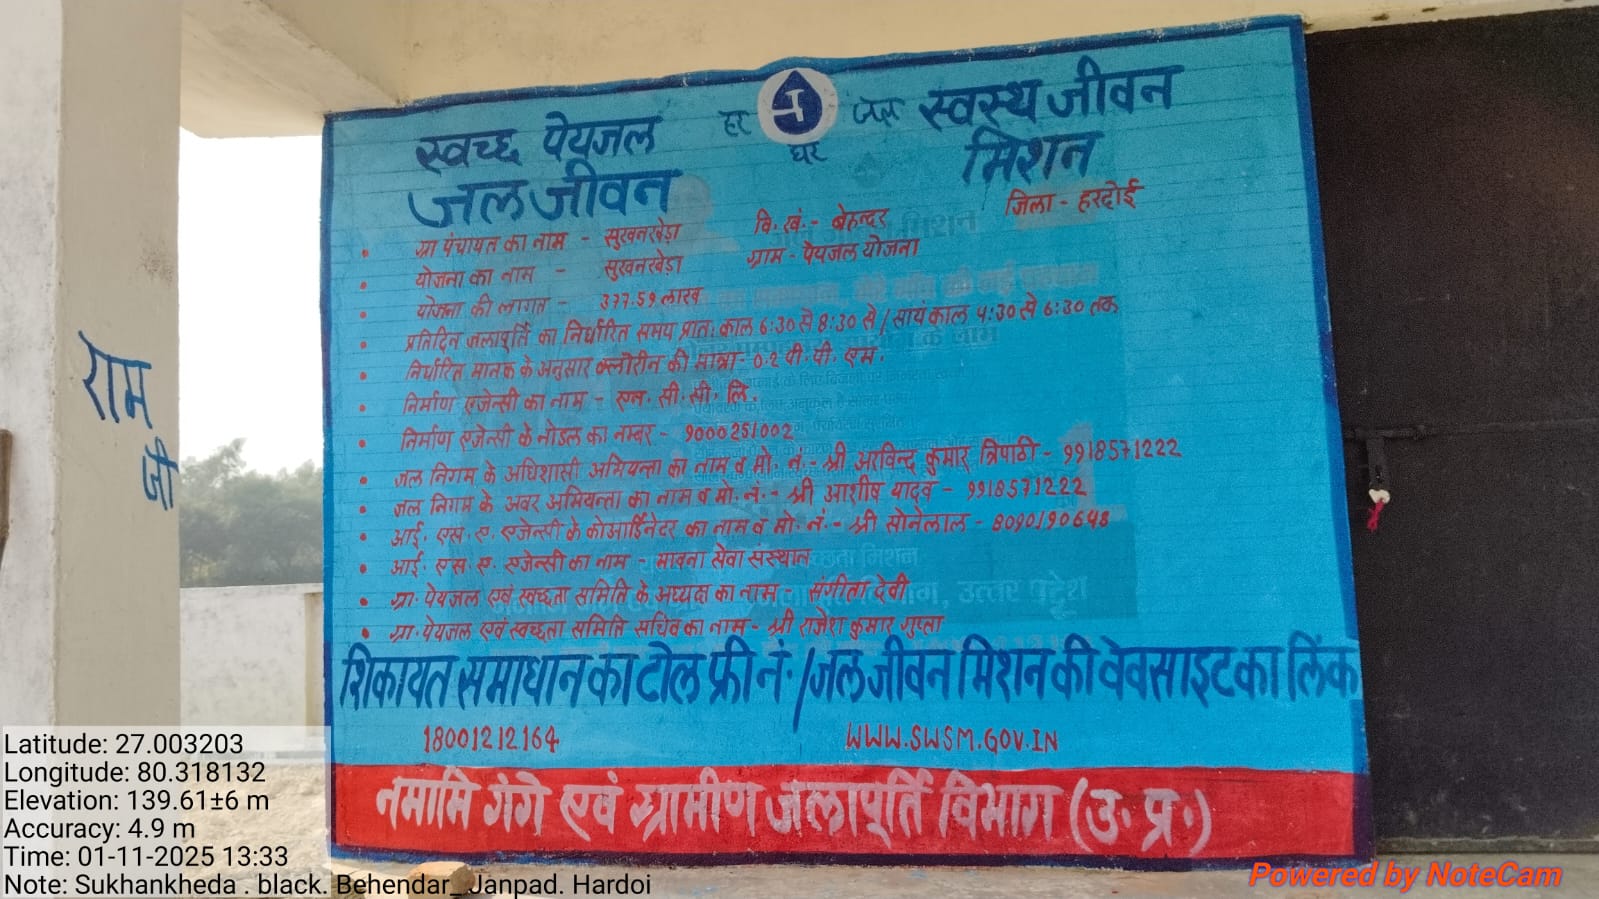 स्वच्छ पेयजल हर घर जल स्वस्थ जीवन
जल जीवन मिशन
ग्रा पंचायत का नाम - सुखनखेड़ा वि. खं. - बेहन्दर जिला - हरदोई
योजना का नाम - सुखनखेड़ा ग्राम - पेयजल योजना
योजना की लागत - 377.59 लाख
प्रतिदिन जलापूर्ति का निर्धारित समय प्रातः काल 6:30 से 8:30 से / सायं काल 4:30 से 6:30 तक
निर्धारित मानक के अनुसार क्लोरीन की मात्रा - 0.2 पी. पी. एम.
निर्माण एजेन्सी का नाम - एन. सी. सी. लि.
निर्माण एजेन्सी के नोडल का नम्बर - 9000251002
जल निगम के अधिशासी अभियन्ता का नाम व मो. नं. - श्री अरविन्द कुमार त्रिपाठी - 9918571222
जल निगम के अवर अभियन्ता का नाम व मो. नं. - श्री आशीष यादव - 9918571222
आई. एस. ए. एजेन्सी के कोआर्डिनेटर का नाम व मो. नं. - श्री सोनेलाल - 8090190648
आई. एस. ए. एजेन्सी का नाम - भावना सेवा संस्थान
ग्रा. पेयजल एवं स्वच्छता समिति के अध्यक्ष का नाम - संगीता देवी
ग्रा. पेयजल एवं स्वच्छता समिति सचिव का नाम - श्री राजेश कुमार गुप्ता
शिकायत समाधान का टोल फ्री नं. / जल जीवन मिशन की वेवसाइट का लिंक
18001212164 WWW.SWSM.GOV.IN
नमामि गंगे एवं ग्रामीण जलापूर्ति विभाग (उ. प्र.)
राम
जी
Latitude: 27.003203
Longitude: 80.318132
Elevation: 139.61±6 m
Accuracy: 4.9 m
Time: 01-11-2025 13:33
Note: Sukhankheda . black. Behendar_ Janpad. Hardoi
Powered by NoteCam